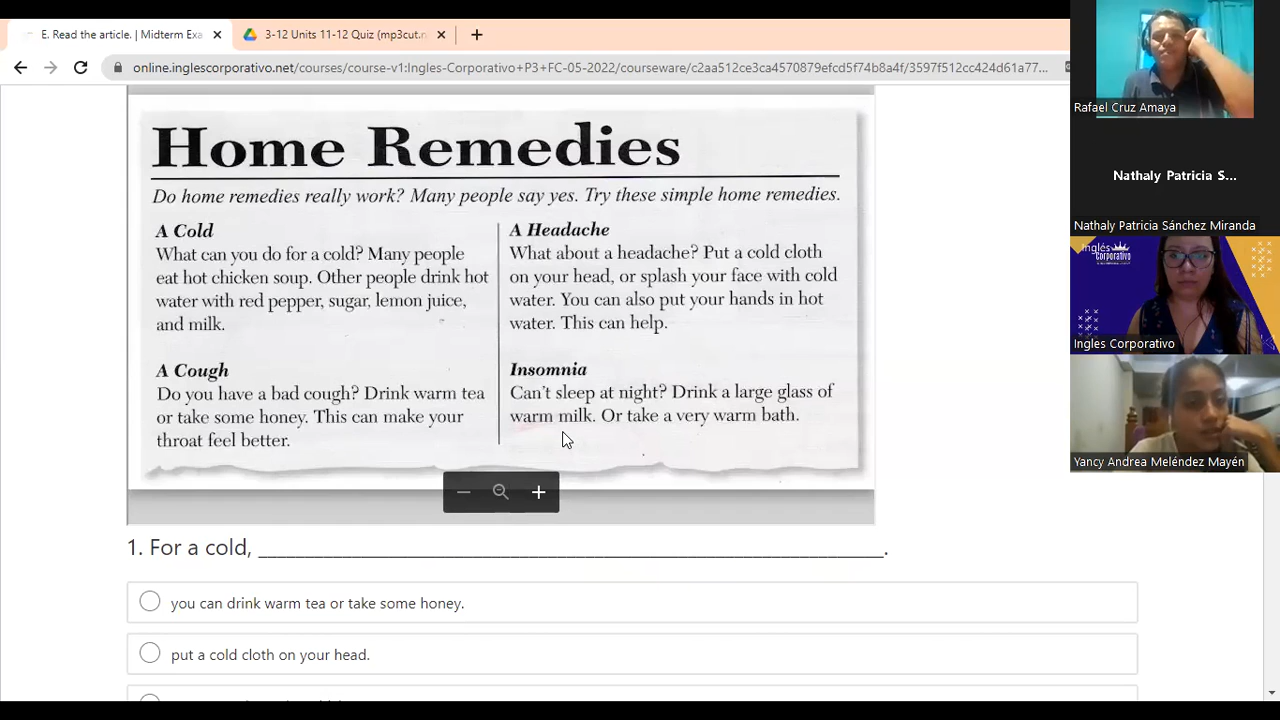 E. Read the article. | Midterm Exa
3-12 Units 11-12 Quiz (mp3cut.n
online.inglescorporativo.net/courses/course-v1:Ingles-Corporativo+P3+FC-05-2022/courseware/c2aa512ce3ca4570879efcd5f74b8a4f/3597f512cc424d61a77...
Home Remedies
Do home remedies really work? Many people say yes. Try these simple home remedies.
A Cold
What can you do for a cold? Many people
eat hot chicken soup. Other people drink hot
water with red pepper, sugar, lemon juice,
and milk.
A Cough
Do you have a bad cough? Drink warm tea
or take some honey. This can make your
throat feel better.
A Headache
What about a headache? Put a cold cloth
on your head, or splash your face with cold
water. You can also put your hands in hot
water. This can help.
Insomnia
Can't sleep at night? Drink a large glass of
warm milk. Or take a very warm bath.
1. For a cold, ______________________________________________________________.
you can drink warm tea or take some honey.
put a cold cloth on your head.
Rafael Cruz Amaya
Nathaly Patricia S...
Nathaly Patricia Sánchez Miranda
Inglés
Corporativo
Ingles Corporativo
Yancy Andrea Meléndez Mayén